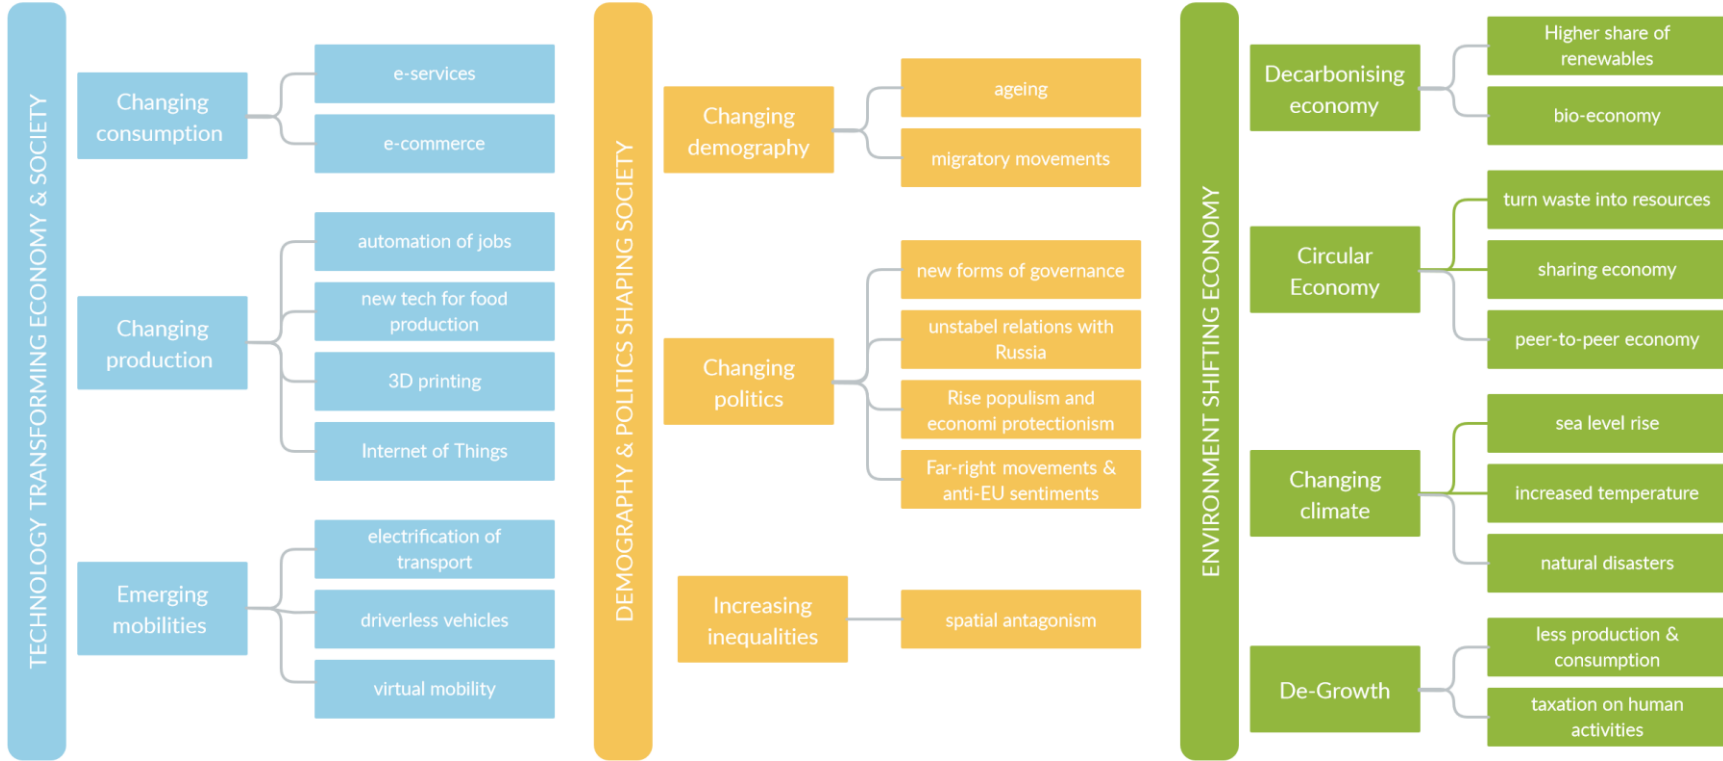 TECHNOLOGY TRANSFORMING ECONOMY & SOCIETY
Changing
consumption
e-services
e-commerce
Changing
production
automation of jobs
new tech for food
production
3D printing
Internet of Things
Emerging
mobilities
electrification of
transport
driverless vehicles
virtual mobility
DEMOGRAPHY & POLITICS SHAPING SOCIETY
Changing
demography
ageing
migratory movements
Changing
politics
new forms of governance
unstabel relations with
Russia
Rise populism and
economi protectionism
Far-right movements &
anti-EU sentiments
Increasing
inequalities
spatial antagonism
ENVIRONMENT SHIFTING ECONOMY
Decarbonising
economy
Higher share of
renewables
bio-economy
Circular
Economy
turn waste into resources
sharing economy
peer-to-peer economy
Changing
climate
sea level rise
increased temperature
natural disasters
De-Growth
less production &
consumption
taxation on human
activities